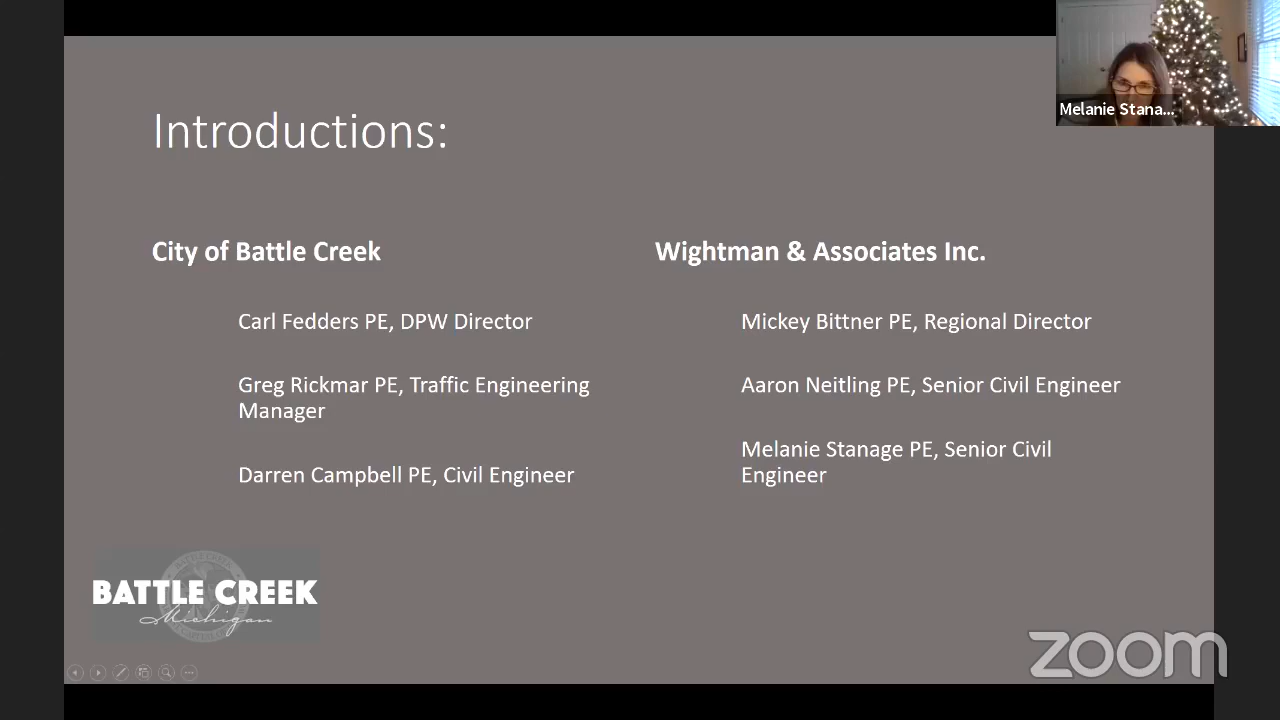 Melanie Stana...
Introductions:
City of Battle Creek
Carl Fedders PE, DPW Director
Greg Rickmar PE, Traffic Engineering
Manager
Darren Campbell PE, Civil Engineer
Wightman & Associates Inc.
Mickey Bittner PE, Regional Director
Aaron Neitling PE, Senior Civil Engineer
Melanie Stanage PE, Senior Civil
Engineer
BATTLE CREEK
Michigan
zoom